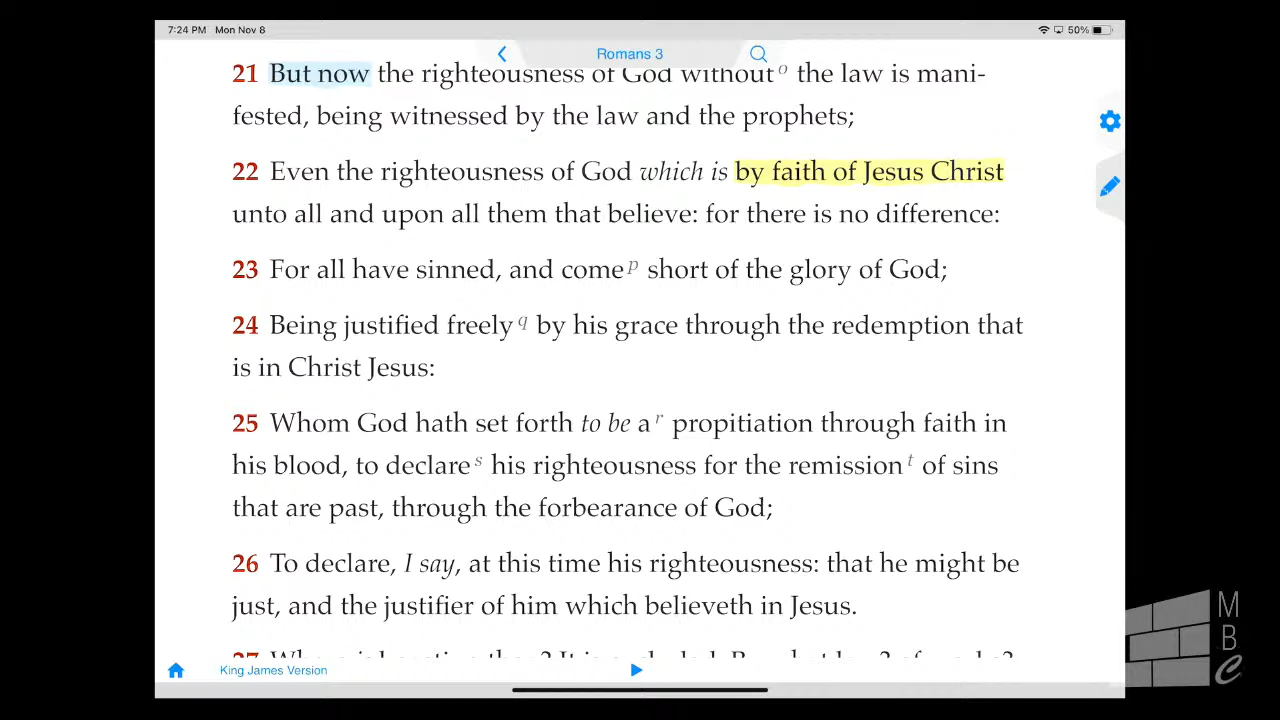 7:24 PM Mon Nov 8
50%
Romans 3
21 But now the righteousness of God without o the law is mani-
fested, being witnessed by the law and the prophets;
22 Even the righteousness of God which is by faith of Jesus Christ
unto all and upon all them that believe: for there is no difference:
23 For all have sinned, and come p short of the glory of God;
24 Being justified freely q by his grace through the redemption that
is in Christ Jesus:
25 Whom God hath set forth to be a r propitiation through faith in
his blood, to declare s his righteousness for the remission t of sins
that are past, through the forbearance of God;
26 To declare, I say, at this time his righteousness: that he might be
just, and the justifier of him which believeth in Jesus.
King James Version
M
B
C